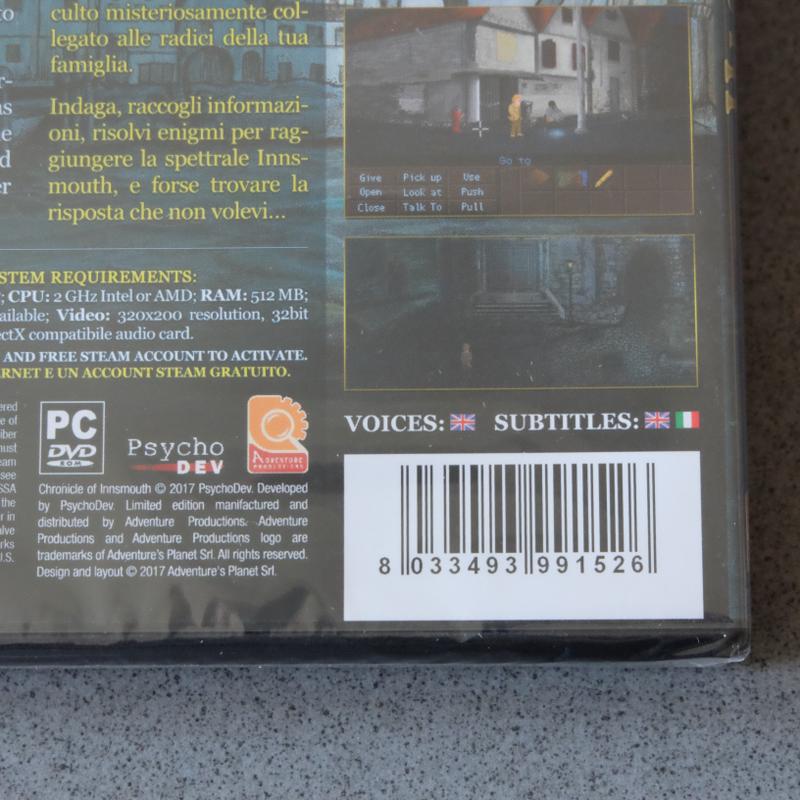 culto misteriosamente col-
legato alle radici della tua
famiglia.
Indaga, raccogli informazi-
oni, risolvi enigmi per rag-
giungere la spettrale Inns-
mouth, e forse trovare la
risposta che non volevi...
Go to
Give Pick up Use
Open Look at Push
Close Talk To Pull
STEM REQUIREMENTS:
; CPU: 2 GHz Intel or AMD; RAM: 512 MB;
ailable; Video: 320x200 resolution, 32bit
ectX compatibile audio card.
AND FREE STEAM ACCOUNT TO ACTIVATE.
RNET E UN ACCOUNT STEAM GRATUITO.
VOICES: SUBTITLES:
PC
DVD
ROM
Psycho
DEV
ADVENTURE
PRODUCTIONS
Chronicle of Innsmouth © 2017 PsychoDev. Developed
by PsychoDev. Limited edition manifactured and
distributed by Adventure Productions. Adventure
Productions and Adventure Productions logo are
trademarks of Adventure's Planet Srl. All rights reserved.
Design and layout © 2017 Adventure's Planet Srl.
8 033493 991526